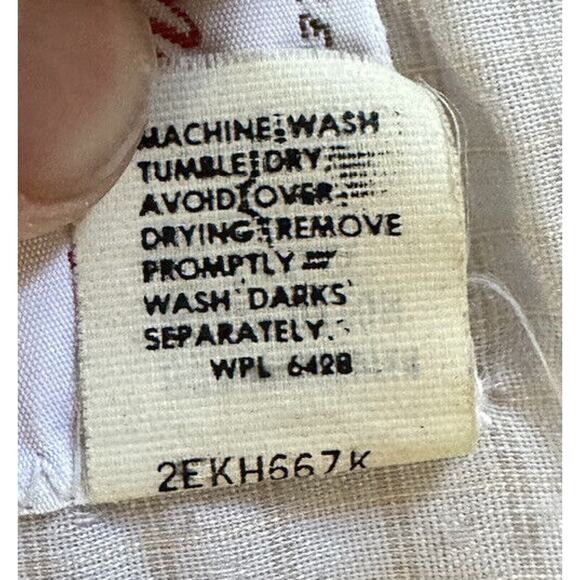 MACHINE WASH
TUMBLE DRY
AVOID OVER
DRYING REMOVE
PROMPTLY
WASH DARKS
SEPARATELY.
WPL 6428
2EKH667K